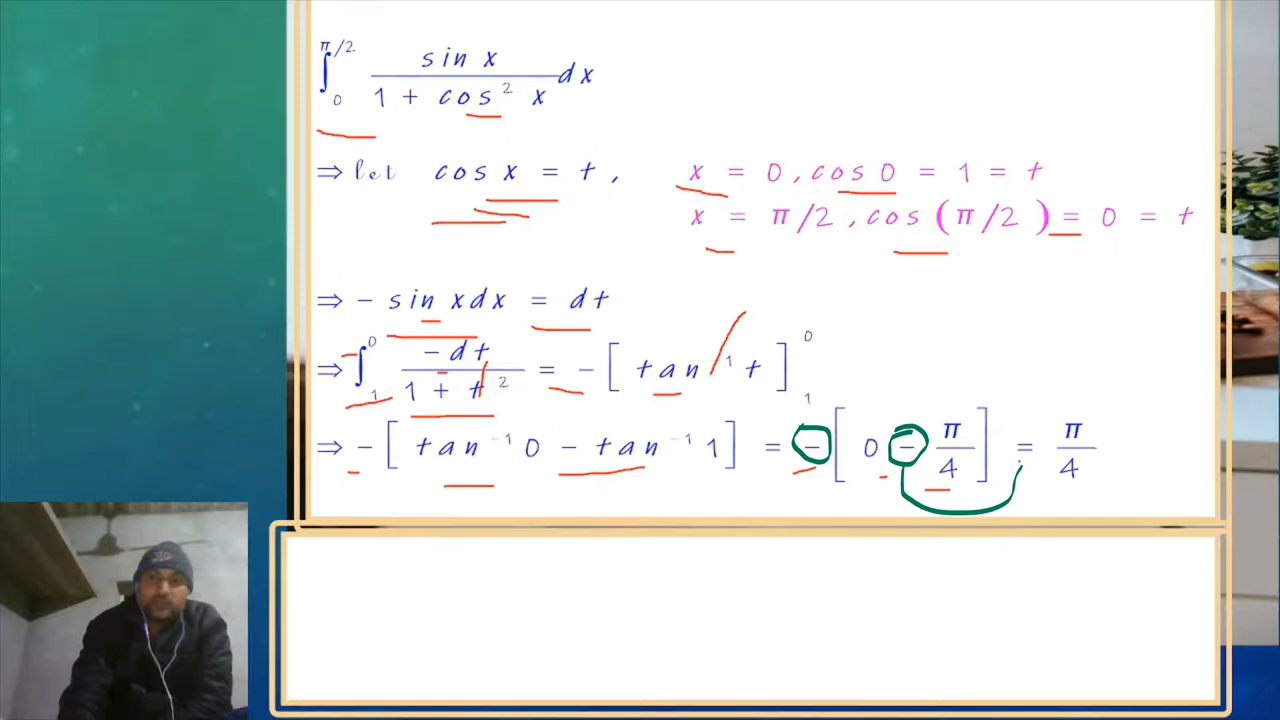 ∫₀^{π/2} sin x / (1 + cos² x) dx
⇒ let cos x = t , x = 0 , cos 0 = 1 = t
x = π/2 , cos (π/2) = 0 = t
⇒ - sin x dx = dt
⇒ ∫₁⁰ -dt / (1 + t²) = - [ tan⁻¹ t ]₁⁰
⇒ - [ tan⁻¹ 0 - tan⁻¹ 1 ] = - [ 0 - π/4 ] = π/4